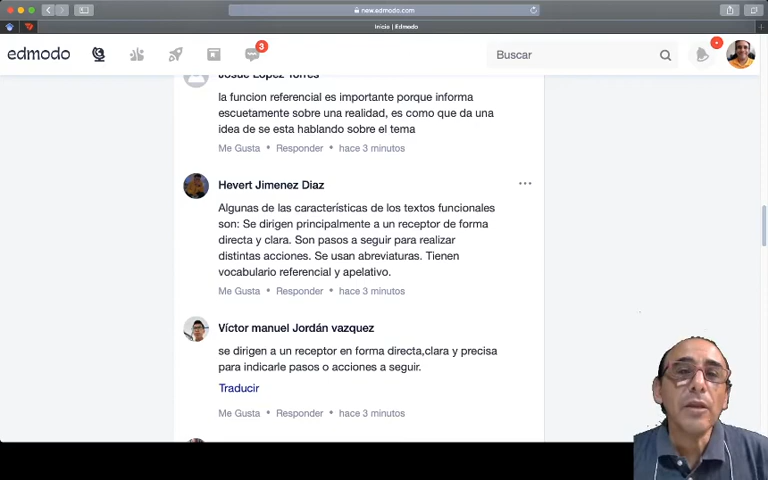 new.edmodo.com
Inicio | Edmodo
edmodo
3
Buscar
Josué López Torres
la funcion referencial es importante porque informa
escuetamente sobre una realidad, es como que da una
idea de se esta hablando sobre el tema
Me Gusta • Responder • hace 3 minutos
Hevert Jimenez Diaz
Algunas de las características de los textos funcionales
son: Se dirigen principalmente a un receptor de forma
directa y clara. Son pasos a seguir para realizar
distintas acciones. Se usan abreviaturas. Tienen
vocabulario referencial y apelativo.
Me Gusta • Responder • hace 3 minutos
Víctor manuel Jordán vazquez
se dirigen a un receptor en forma directa,clara y precisa
para indicarle pasos o acciones a seguir.
Traducir
Me Gusta • Responder • hace 3 minutos